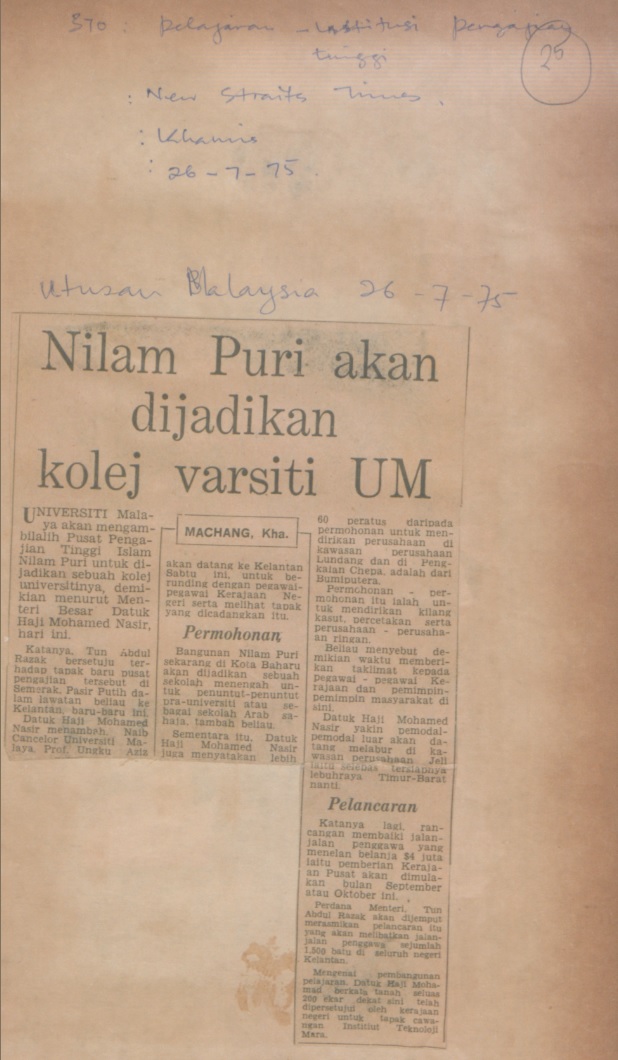 370 : pelajaran - Institusi pengajian
tinggi
25
: New Straits Times.
: Khamis
: 26 - 7 - 75.
Utusan Malaysia 26 - 7 - 75
Nilam Puri akan
dijadikan
kolej varsiti UM
UNIVERSITI Mala-
ya akan mengam-
bilalih Pusat Penga-
jian Tinggi Islam
Nilam Puri untuk di-
jadikan sebuah kolej
universitinya, demi-
kian menurut Men-
teri Besar Datuk
Haji Mohamed Nasir,
hari ini.
Katanya, Tun Abdul
Razak bersetuju ter-
hadap tapak baru pusat
pengajian tersebut di
Semerak, Pasir Putih da-
lam lawatan beliau ke
Kelantan, baru-baru ini.
Datuk Haji Mohamed
Nasir menambah, Naib
Cancelor Universiti Ma-
laya, Prof. Ungku Aziz
MACHANG, Kha.
akan datang ke Kelantan
Sabtu ini, untuk be-
runding dengan pegawai-
pegawai Kerajaan Ne-
geri serta melihat tapak
yang dicadangkan itu.
Permohonan
Bangunan Nilam Puri
sekarang di Kota Baharu
akan dijadikan sebuah
sekolah menengah un-
tuk penuntut-penuntut
pra-universiti atau se-
bagai sekolah Arab sa-
haja, tambah beliau.
Sementara itu, Datuk
Haji Mohamed Nasir
juga menyatakan lebih
60 peratus daripada
permohonan untuk men-
dirikan perusahaan di
kawasan perusahaan
Lundang dan di Peng-
kalan Chepa, adalah dari
Bumiputera.
Permohonan - per-
mohonan itu ialah un-
tuk mendirikan kilang
kasut, percetakan serta
perusahaan - perusaha-
an ringan.
Beliau menyebut de-
mikian waktu memberi-
kan taklimat kepada
pegawai - pegawai Ke-
rajaan dan pemimpin-
pemimpin masyarakat di
sini.
Datuk Haji Mohamed
Nasir yakin pemodal-
pemodal luar akan da-
tang melabur di ka-
wasan perusahaan Jeli
iaitu selepas tersiapnya
lebuhraya Timur-Barat
nanti.
Pelancaran
Katanya lagi, ran-
cangan membaiki jalan-
jalan penggawa yang
menelan belanja $4 juta
iaitu pemberian Keraja-
an Pusat akan dimula-
kan bulan September
atau Oktober ini.
Perdana Menteri, Tun
Abdul Razak akan dijemput
merasmikan pelancaran itu
yang akan melibatkan jalan-
jalan penggawa sejumlah
1,500 batu di seluruh negeri
Kelantan.
Mengenai pembangunan
pelajaran, Datuk Haji Moha-
mad berkata tanah seluas
200 ekar dekat sini telah
dipersetujui oleh kerajaan
negeri untuk tapak cawa-
ngan Institiut Teknoloji
Mara.